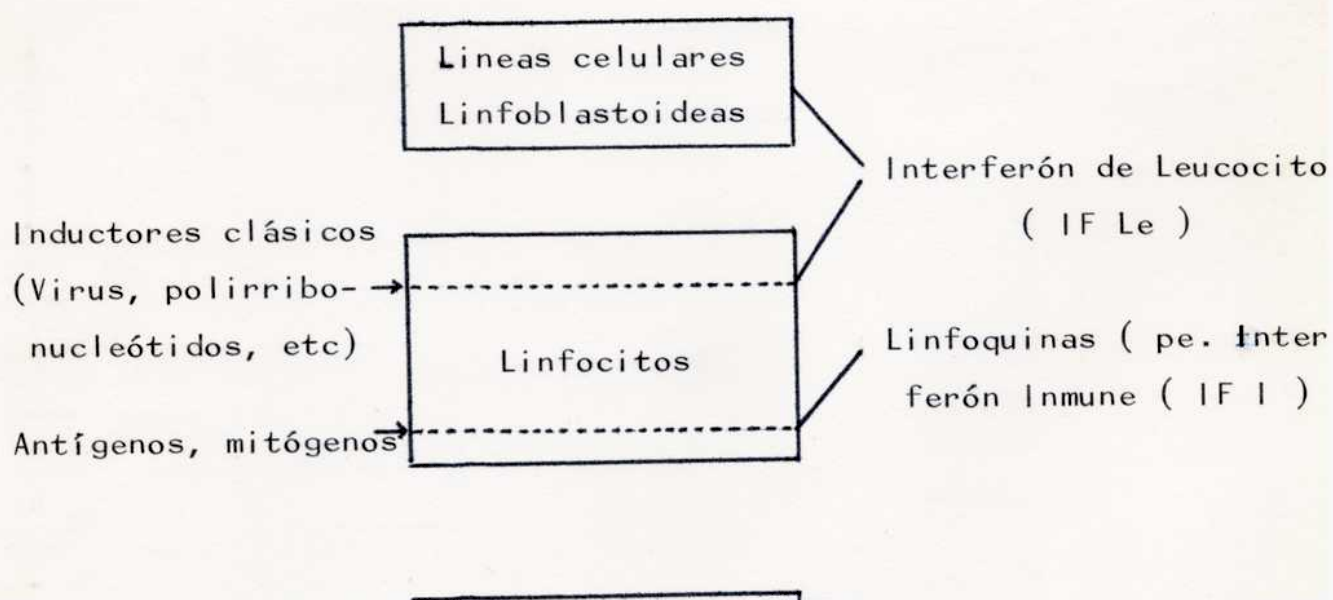 Lineas celulares
Linfoblastoideas
Interferón de Leucocito
( IF Le )
Inductores clásicos
(Virus, polirribo-
nucleótidos, etc)
Linfocitos
Linfoquinas ( pe. Inter
ferón Inmune ( IF I )
Antígenos, mitógenos